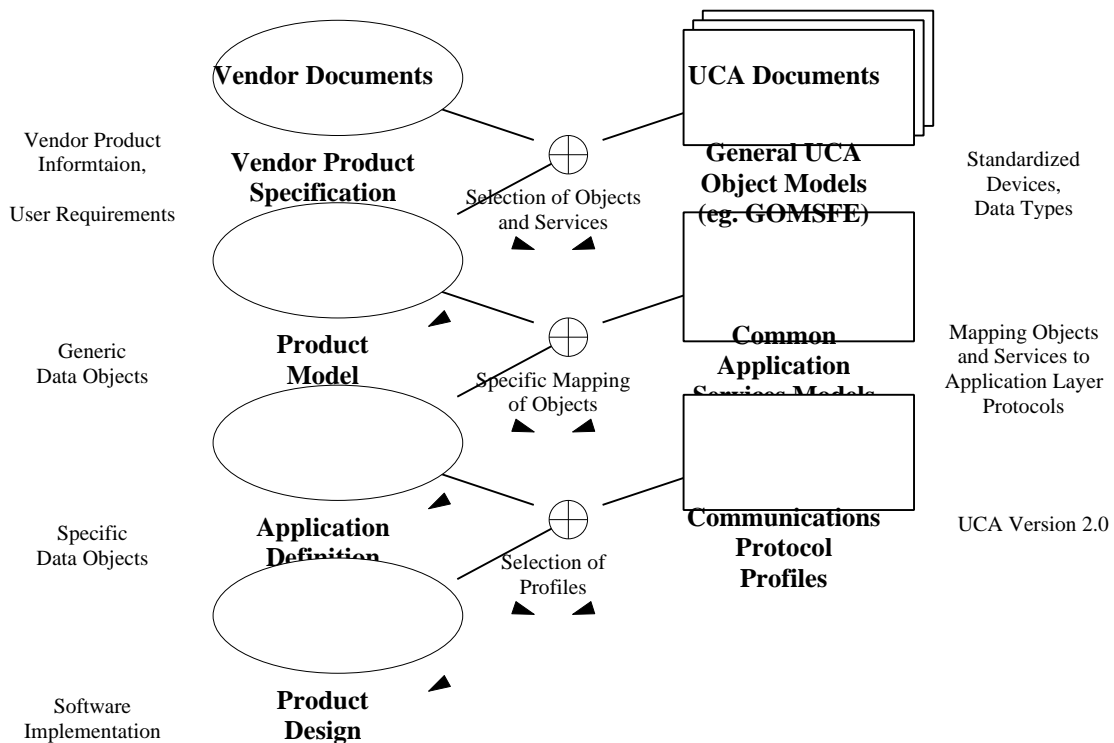 Vendor Documents
UCA Documents
Vendor Product
Informtaion,
User Requirements
Vendor Product
Specification
Selection of Objects
and Services
General UCA
Object Models
(eg. GOMSFE)
Standardized
Devices,
Data Types
Generic
Data Objects
Product
Model
Specific Mapping
of Objects
Common
Application
Services Models
Mapping Objects
and Services to
Application Layer
Protocols
Specific
Data Objects
Application
Definition
Selection of
Profiles
Communications
Protocol
Profiles
UCA Version 2.0
Software
Implementation
Product
Design